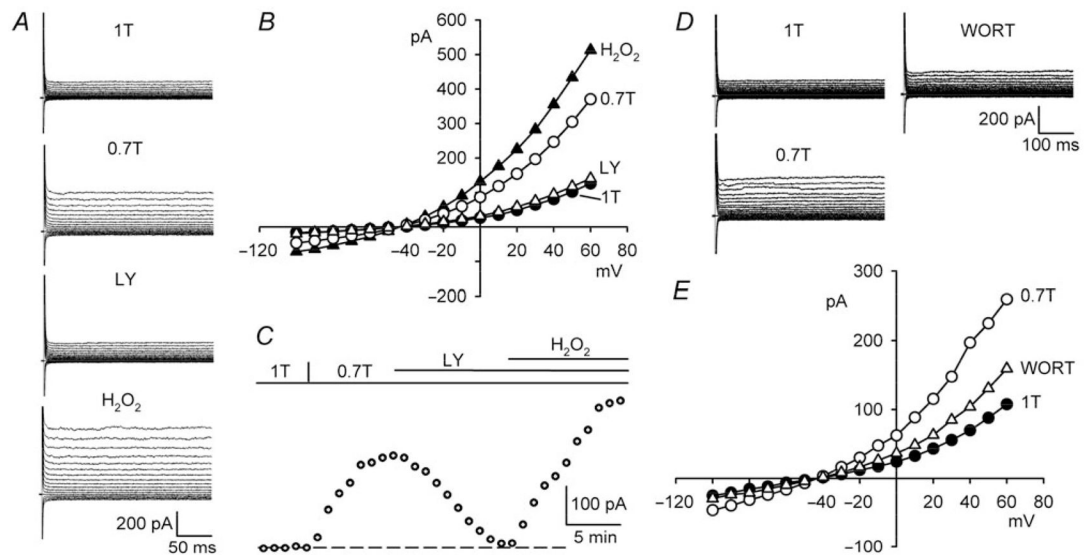 A
1T
0.7T
LY
H₂O₂
200 pA
50 ms
B
pA
600
500
400
300
200
100
−100
−200
−120
−40
−20
20
40
60
80
mV
H₂O₂
0.7T
LY
1T
C
H₂O₂
1T
0.7T
LY
100 pA
5 min
D
1T
WORT
0.7T
200 pA
100 ms
E
pA
300
200
100
−100
−120
−40
20
40
60
80
mV
0.7T
WORT
1T